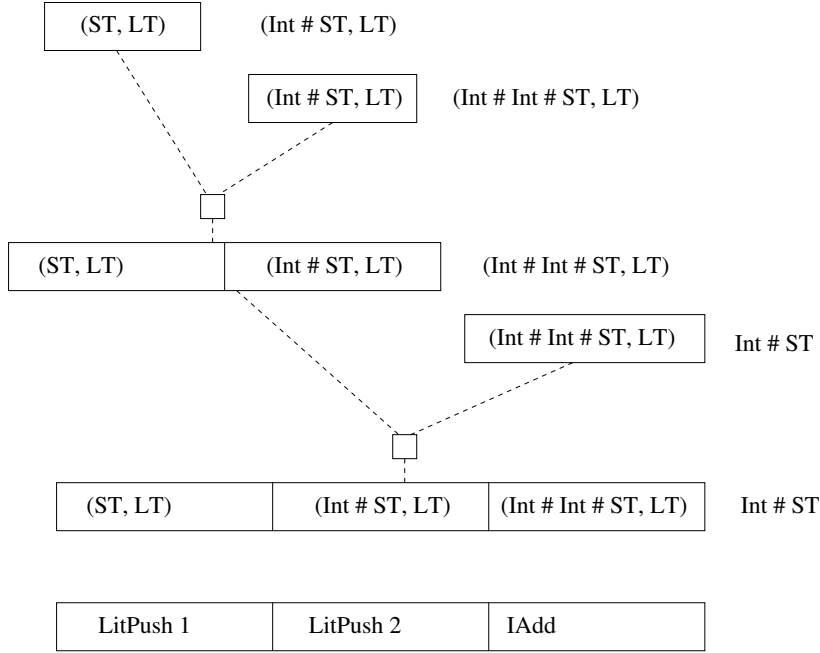 (ST, LT) (Int # ST, LT)
(Int # ST, LT) (Int # Int # ST, LT)
(ST, LT) (Int # ST, LT) (Int # Int # ST, LT)
(Int # Int # ST, LT) Int # ST
(ST, LT) (Int # ST, LT) (Int # Int # ST, LT) Int # ST
LitPush 1 LitPush 2 IAdd